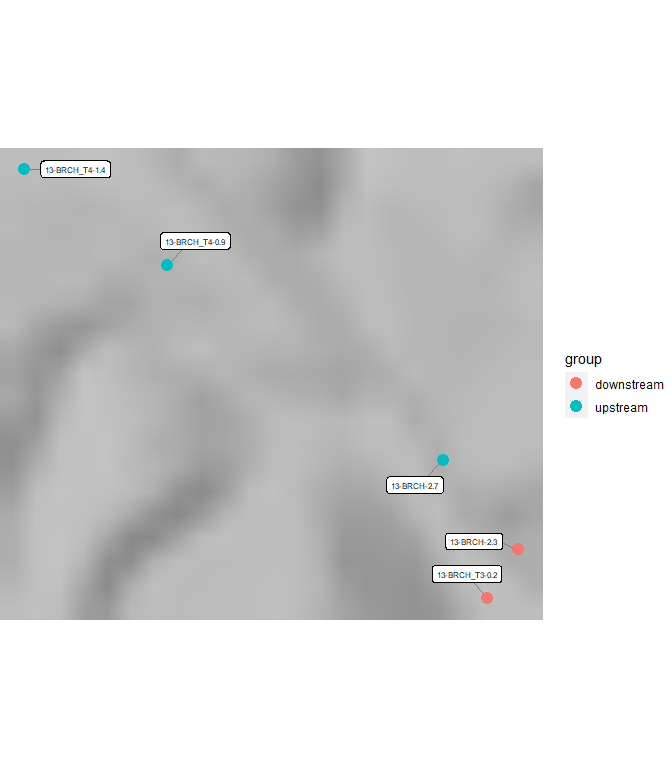 13-BRCH_T4-1.4
13-BRCH_T4-0.9
group
downstream
upstream
13-BRCH-2.7
13-BRCH-2.3
13-BRCH_T3-0.2